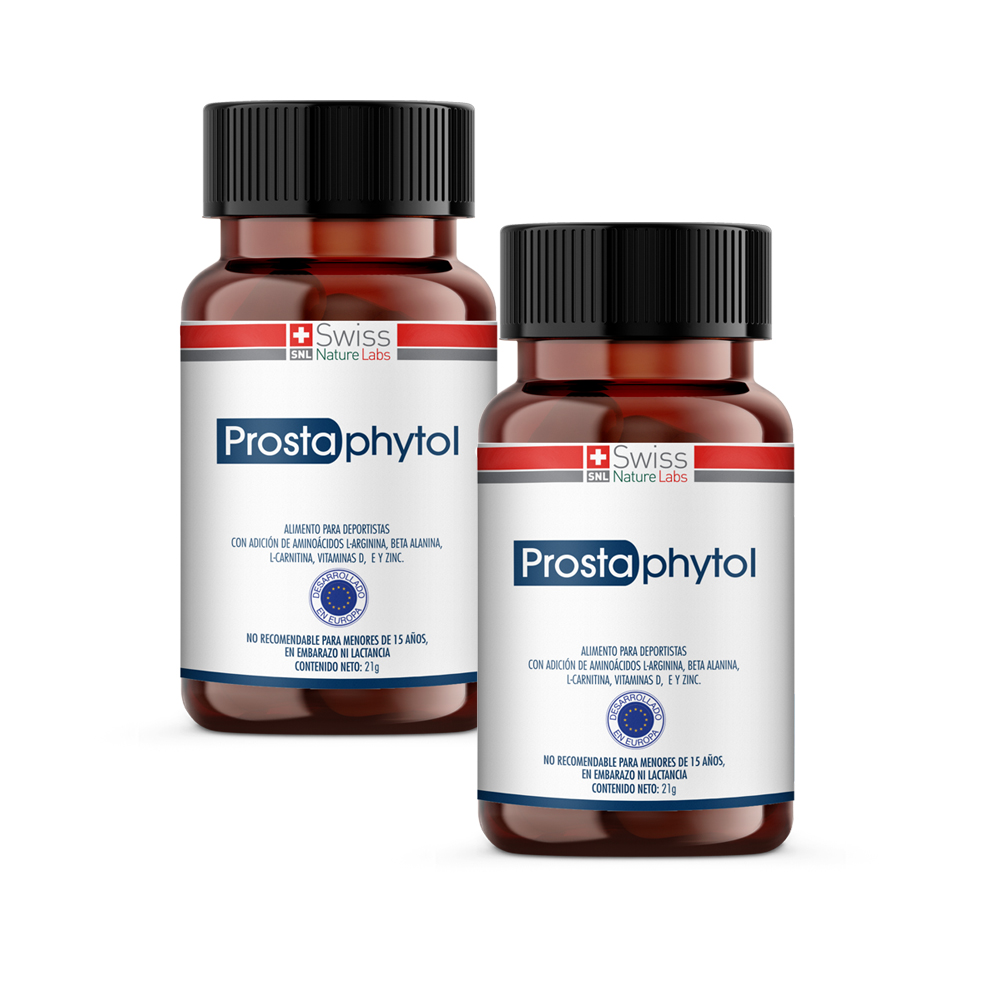 Swiss
SNL Nature Labs
Prostaphytol
ALIMENTO PARA DEPORTISTAS
CON ADICIÓN DE AMINOÁCIDOS L-ARGININA, BETA ALANINA,
L-CARNITINA, VITAMINAS D, E Y ZINC.
DESARROLLADO
EN EUROPA
NO RECOMENDABLE PARA MENORES DE 15 AÑOS,
EN EMBARAZO NI LACTANCIA
CONTENIDO NETO: 21g
Swiss
SNL Nature Labs
Prostaphytol
ALIMENTO PARA DEPORTISTAS
CON ADICIÓN DE AMINOÁCIDOS L-ARGININA, BETA ALANINA,
L-CARNITINA, VITAMINAS D, E Y ZINC.
DESARROLLADO
EN EUROPA
NO RECOMENDABLE PARA MENORES DE 15 AÑOS,
EN EMBARAZO NI LACTANCIA
CONTENIDO NETO: 21g